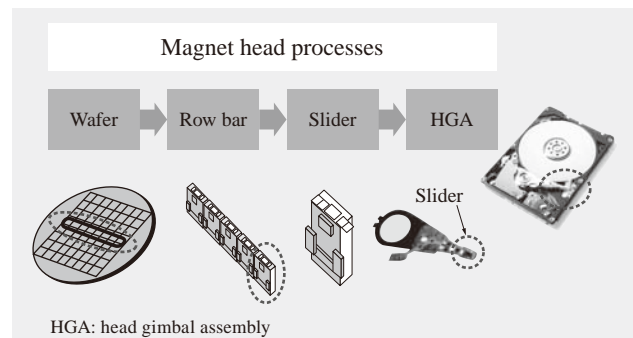 Magnet head processes
Wafer
Row bar
Slider
HGA
Slider
HGA: head gimbal assembly